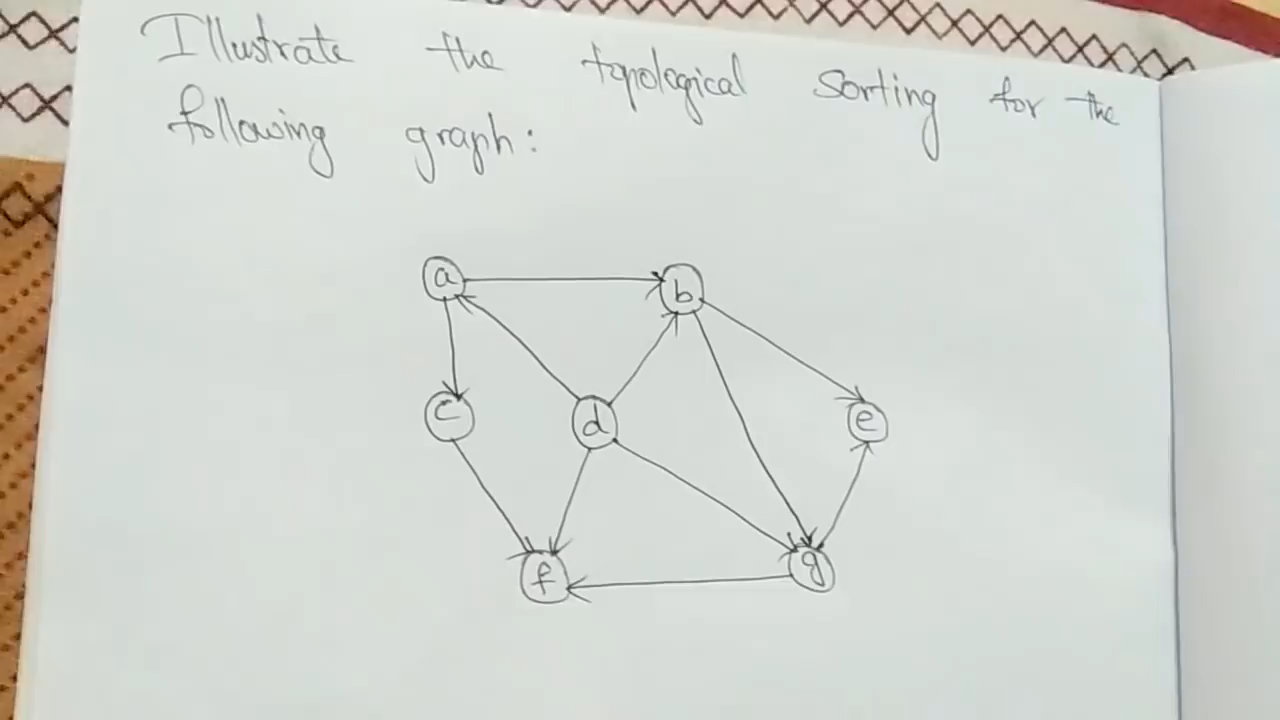 Illustrate the topological Sorting for the
following graph:
a
b
c
d
e
f
g